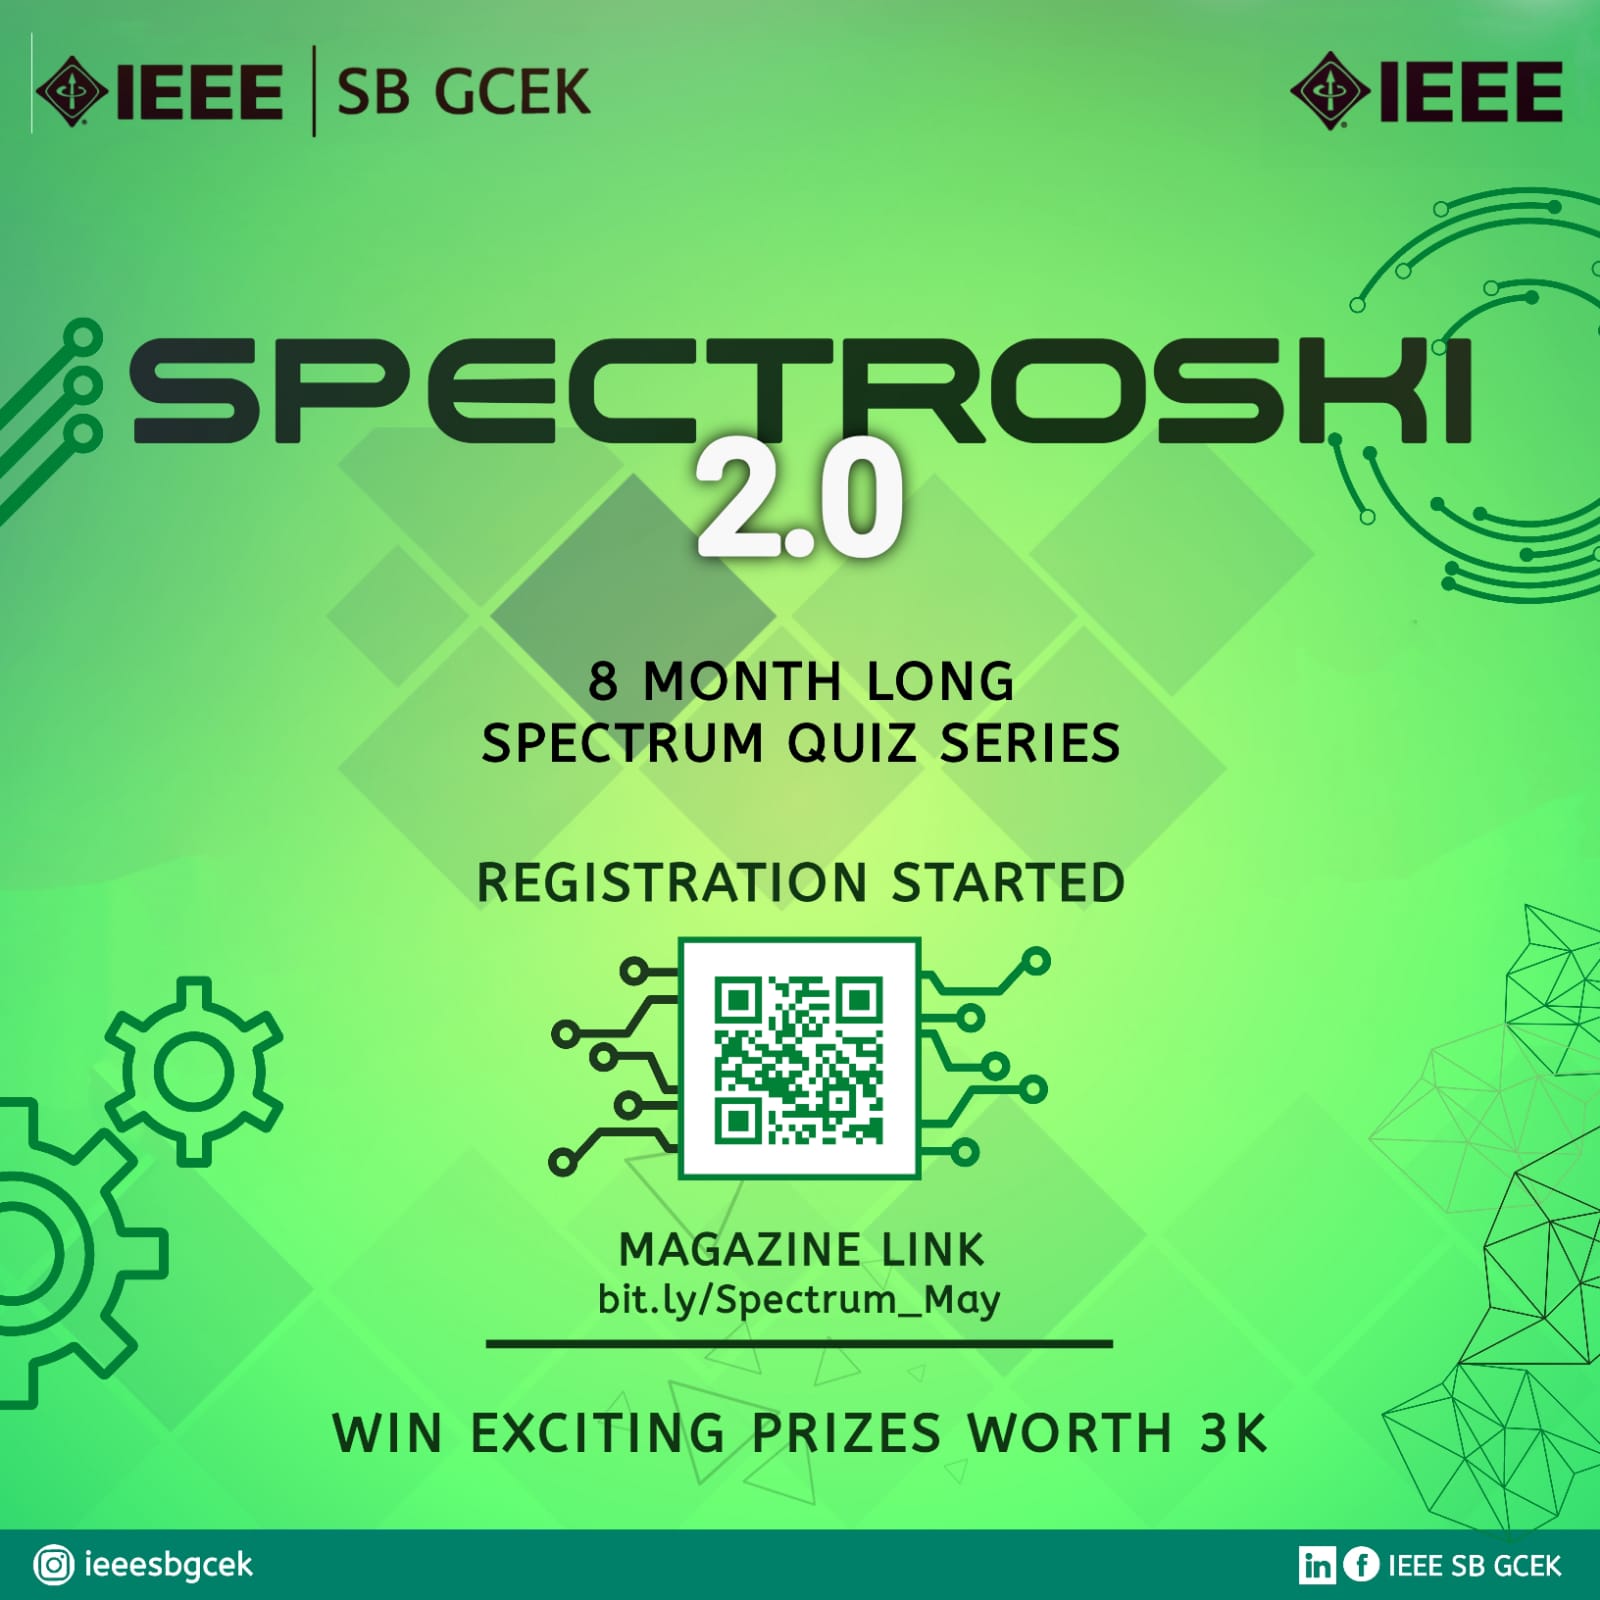 IEEE | SB GCEK
IEEE
SPECTROSKI
2.0
8 MONTH LONG
SPECTRUM QUIZ SERIES
REGISTRATION STARTED
MAGAZINE LINK
bit.ly/Spectrum_May
WIN EXCITING PRIZES WORTH 3K
ieeesbgcek
in f IEEE SB GCEK